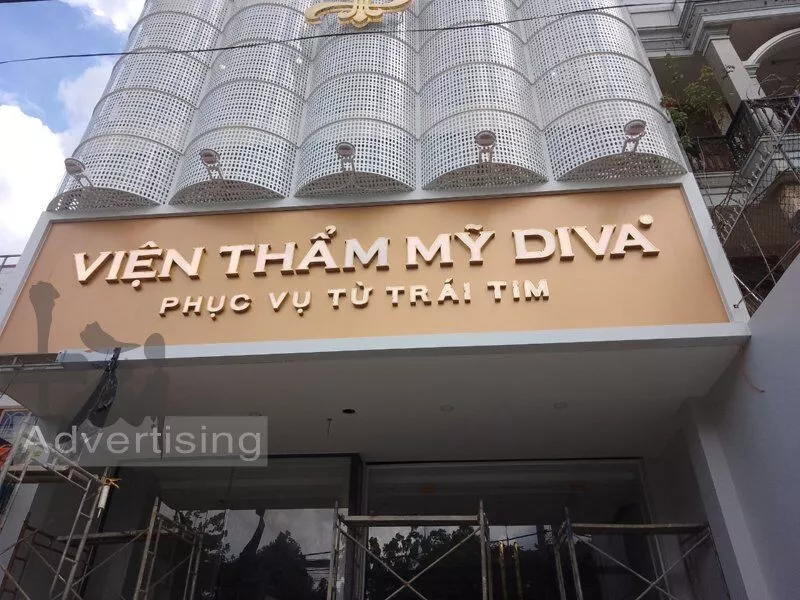 VIỆN THẨM MỸ DIVA
PHỤC VỤ TỪ TRÁI TIM
Advertising